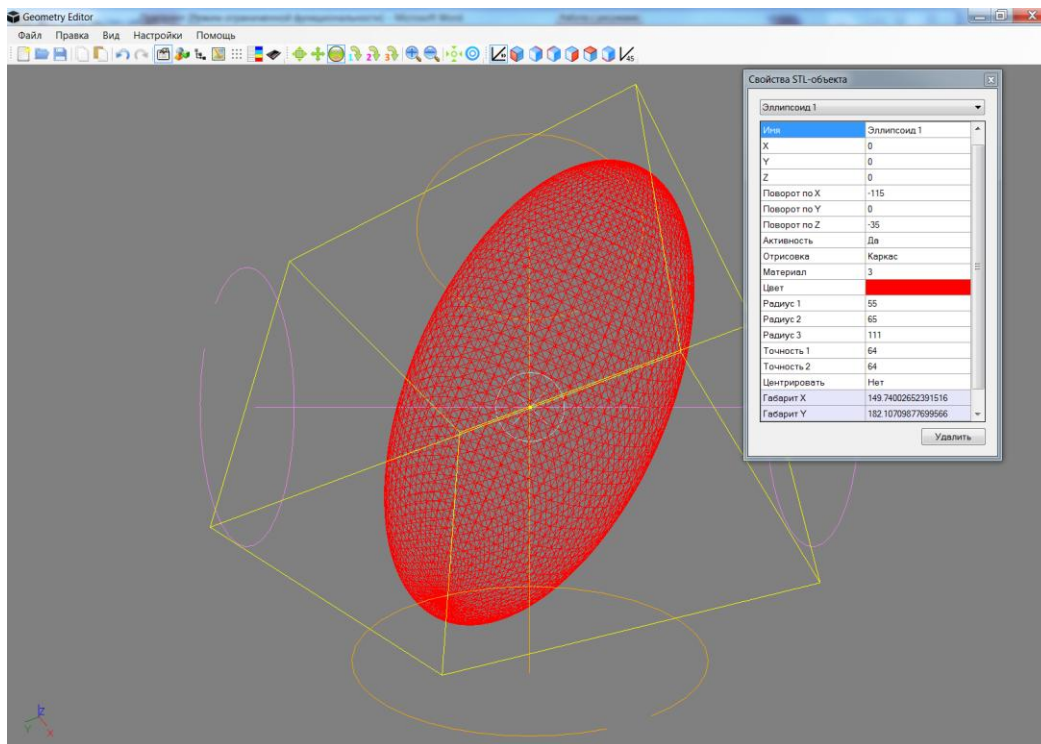 Geometry Editor
Файл Правка Вид Настройки Помощь
45
Свойства STL-объекта
Эллипсоид 1
Имя Эллипсоид 1
X 0
Y 0
Z 0
Поворот по X -115
Поворот по Y 0
Поворот по Z -35
Активность Да
Отрисовка Каркас
Материал 3
Цвет
Радиус 1 55
Радиус 2 65
Радиус 3 111
Точность 1 64
Точность 2 64
Центрировать Нет
Габарит X 149.74002652391516
Габарит Y 182.10709877699566
Удалить
Z
Y X